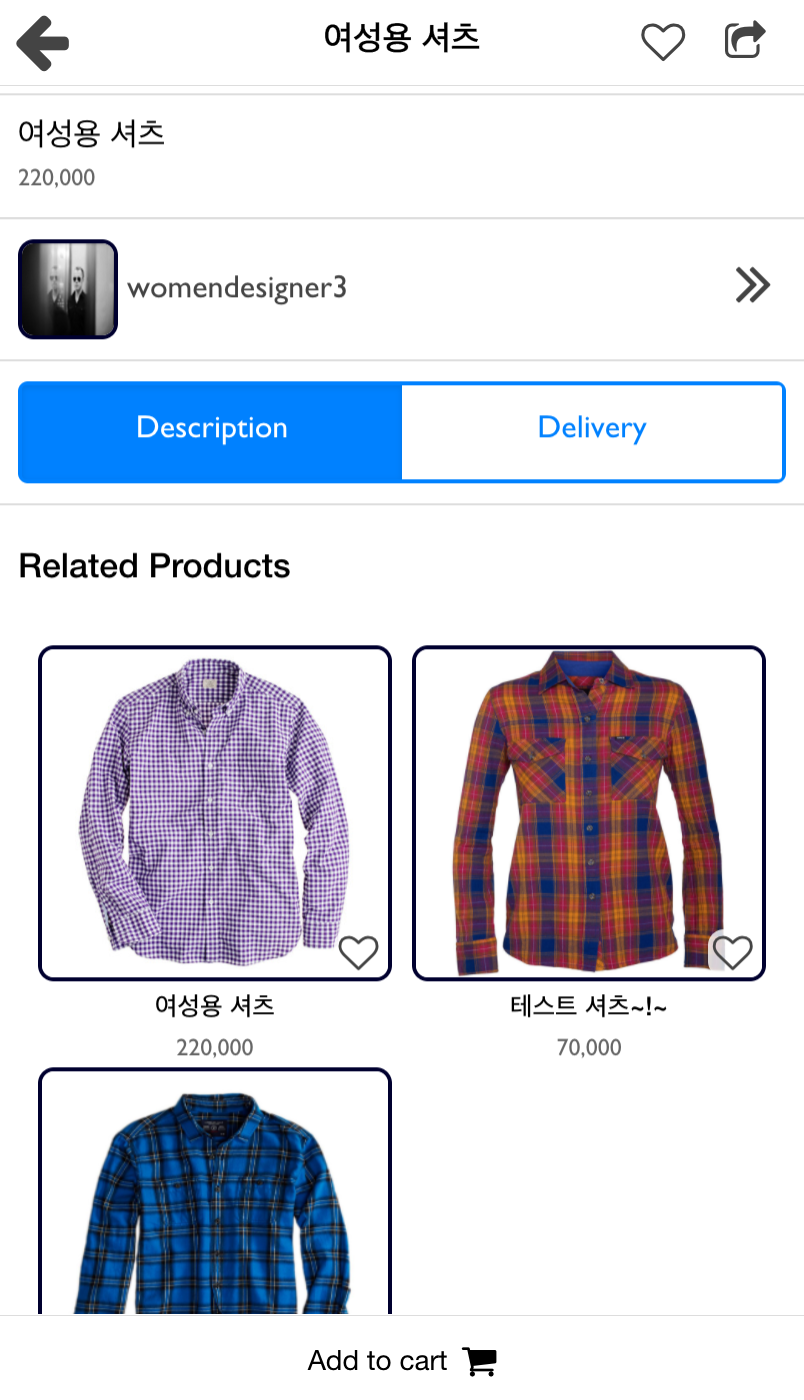 여성용 셔츠
여성용 셔츠
220,000
womendesigner3
Description
Delivery
Related Products
여성용 셔츠
테스트 셔츠~!~
220,000
70,000
Add to cart